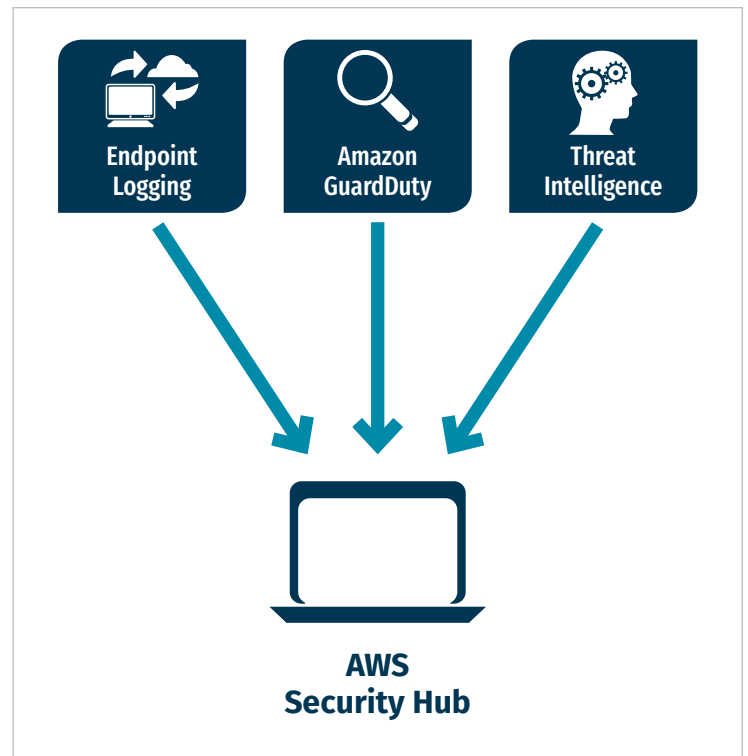 Endpoint
Logging
Amazon
GuardDuty
Threat
Intelligence
AWS
Security Hub